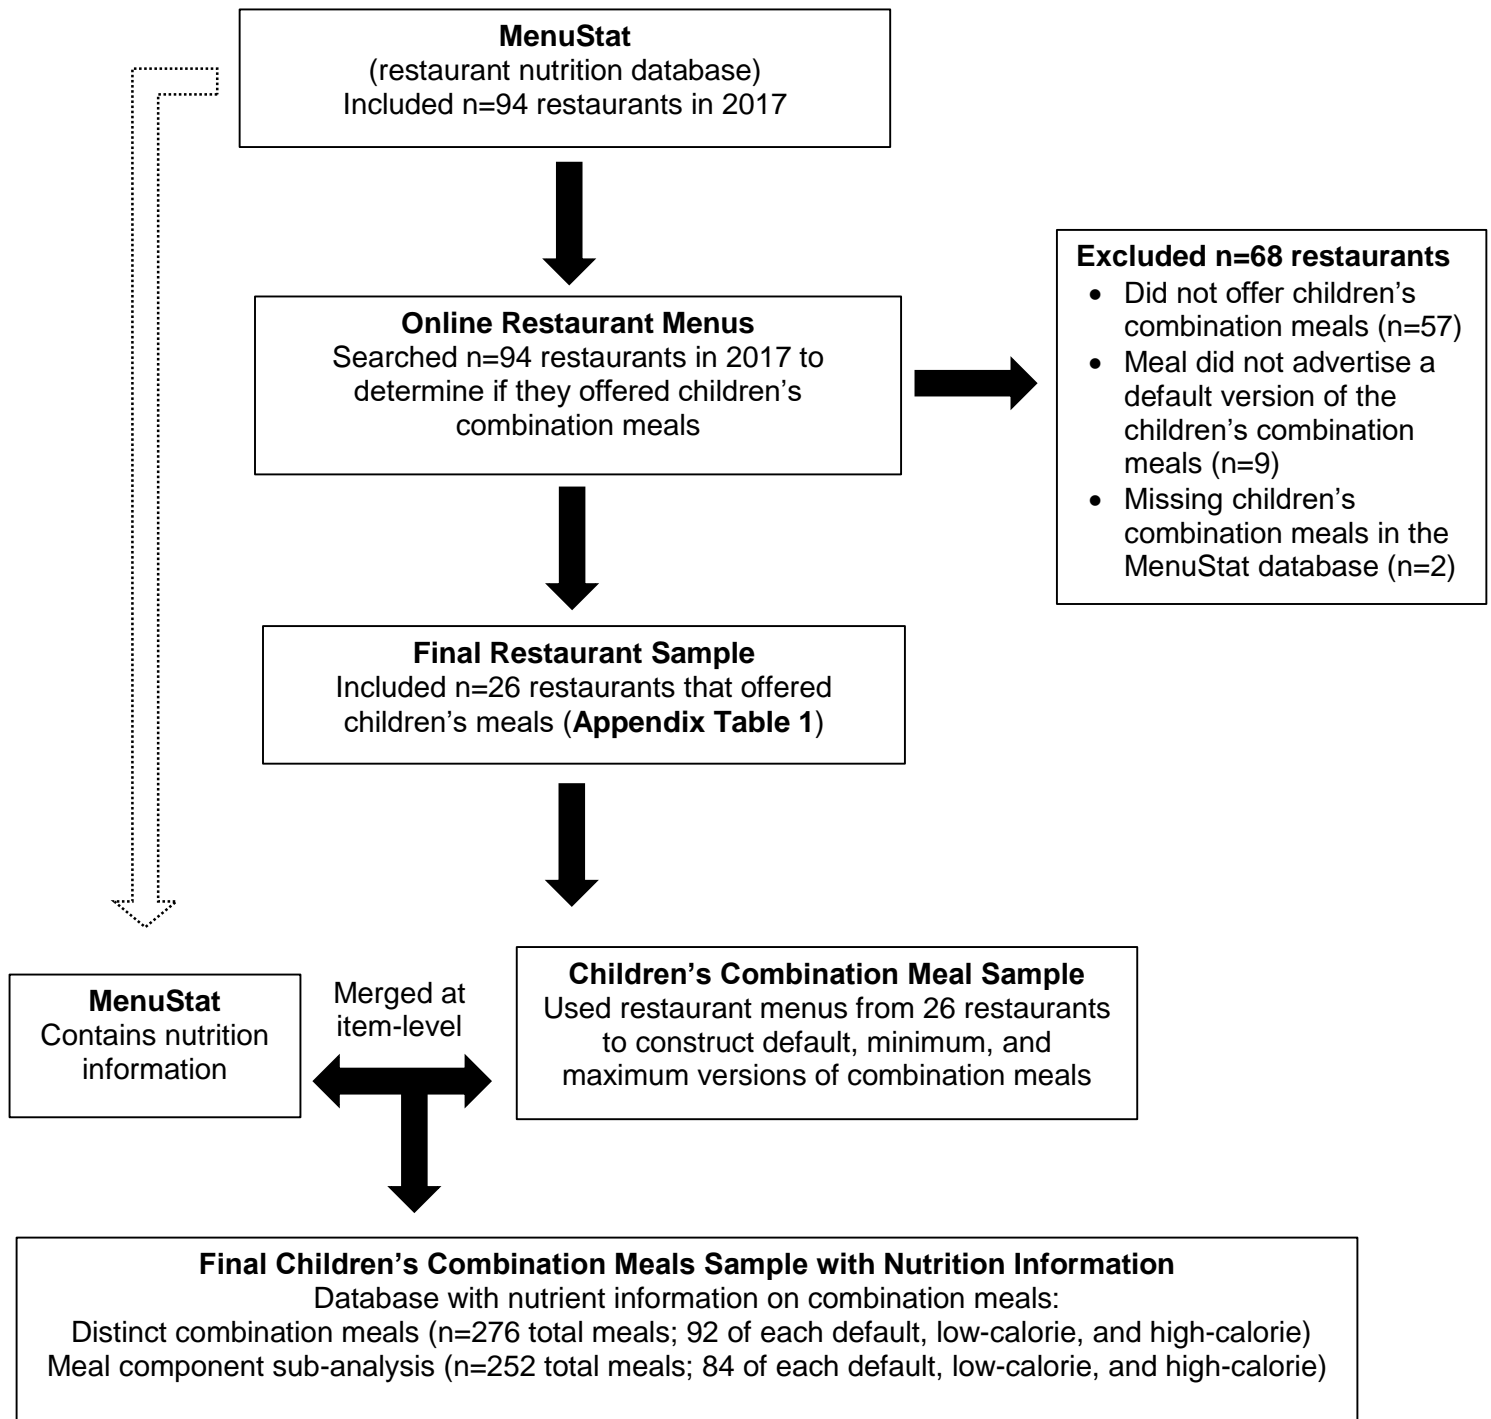 MenuStat
(restaurant nutrition database)
Included n=94 restaurants in 2017
Online Restaurant Menus
Searched n=94 restaurants in 2017 to
determine if they offered children’s
combination meals
Excluded n=68 restaurants
• Did not offer children’s
combination meals (n=57)
• Meal did not advertise a
default version of the
children’s combination
meals (n=9)
• Missing children’s
combination meals in the
MenuStat database (n=2)
Final Restaurant Sample
Included n=26 restaurants that offered
children’s meals (Appendix Table 1)
MenuStat
Contains nutrition
information
Merged at
item-level
Children’s Combination Meal Sample
Used restaurant menus from 26 restaurants
to construct default, minimum, and
maximum versions of combination meals
Final Children’s Combination Meals Sample with Nutrition Information
Database with nutrient information on combination meals:
Distinct combination meals (n=276 total meals; 92 of each default, low-calorie, and high-calorie)
Meal component sub-analysis (n=252 total meals; 84 of each default, low-calorie, and high-calorie)